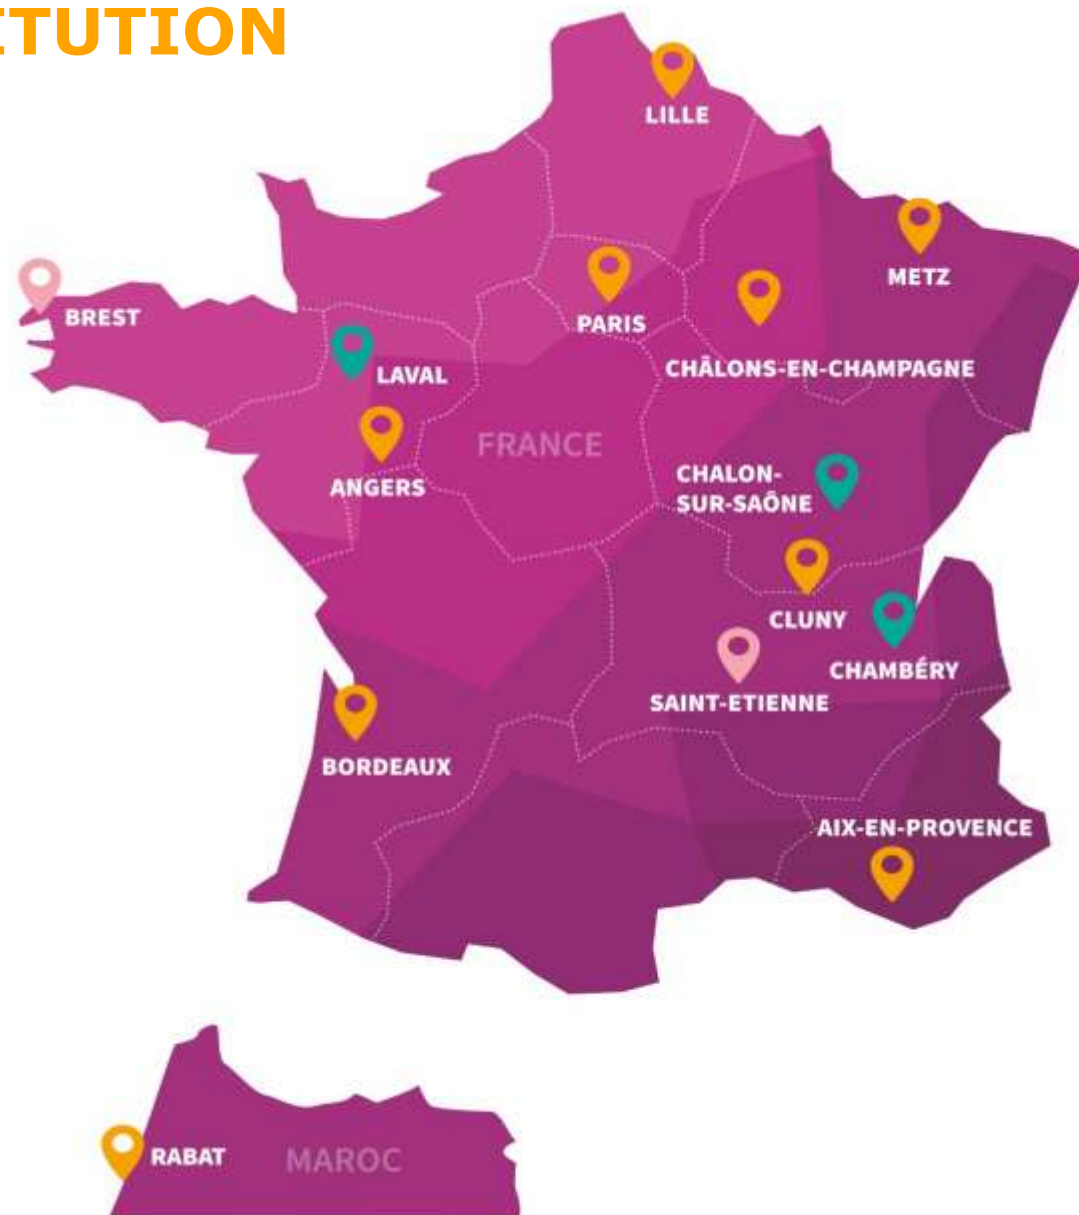 ITUTION
LILLE
METZ
BREST
PARIS
LAVAL
CHÂLONS-EN-CHAMPAGNE
FRANCE
ANGERS
CHALON-
SUR-SAÔNE
CLUNY
CHAMBÉRY
SAINT-ETIENNE
BORDEAUX
AIX-EN-PROVENCE
RABAT
MAROC